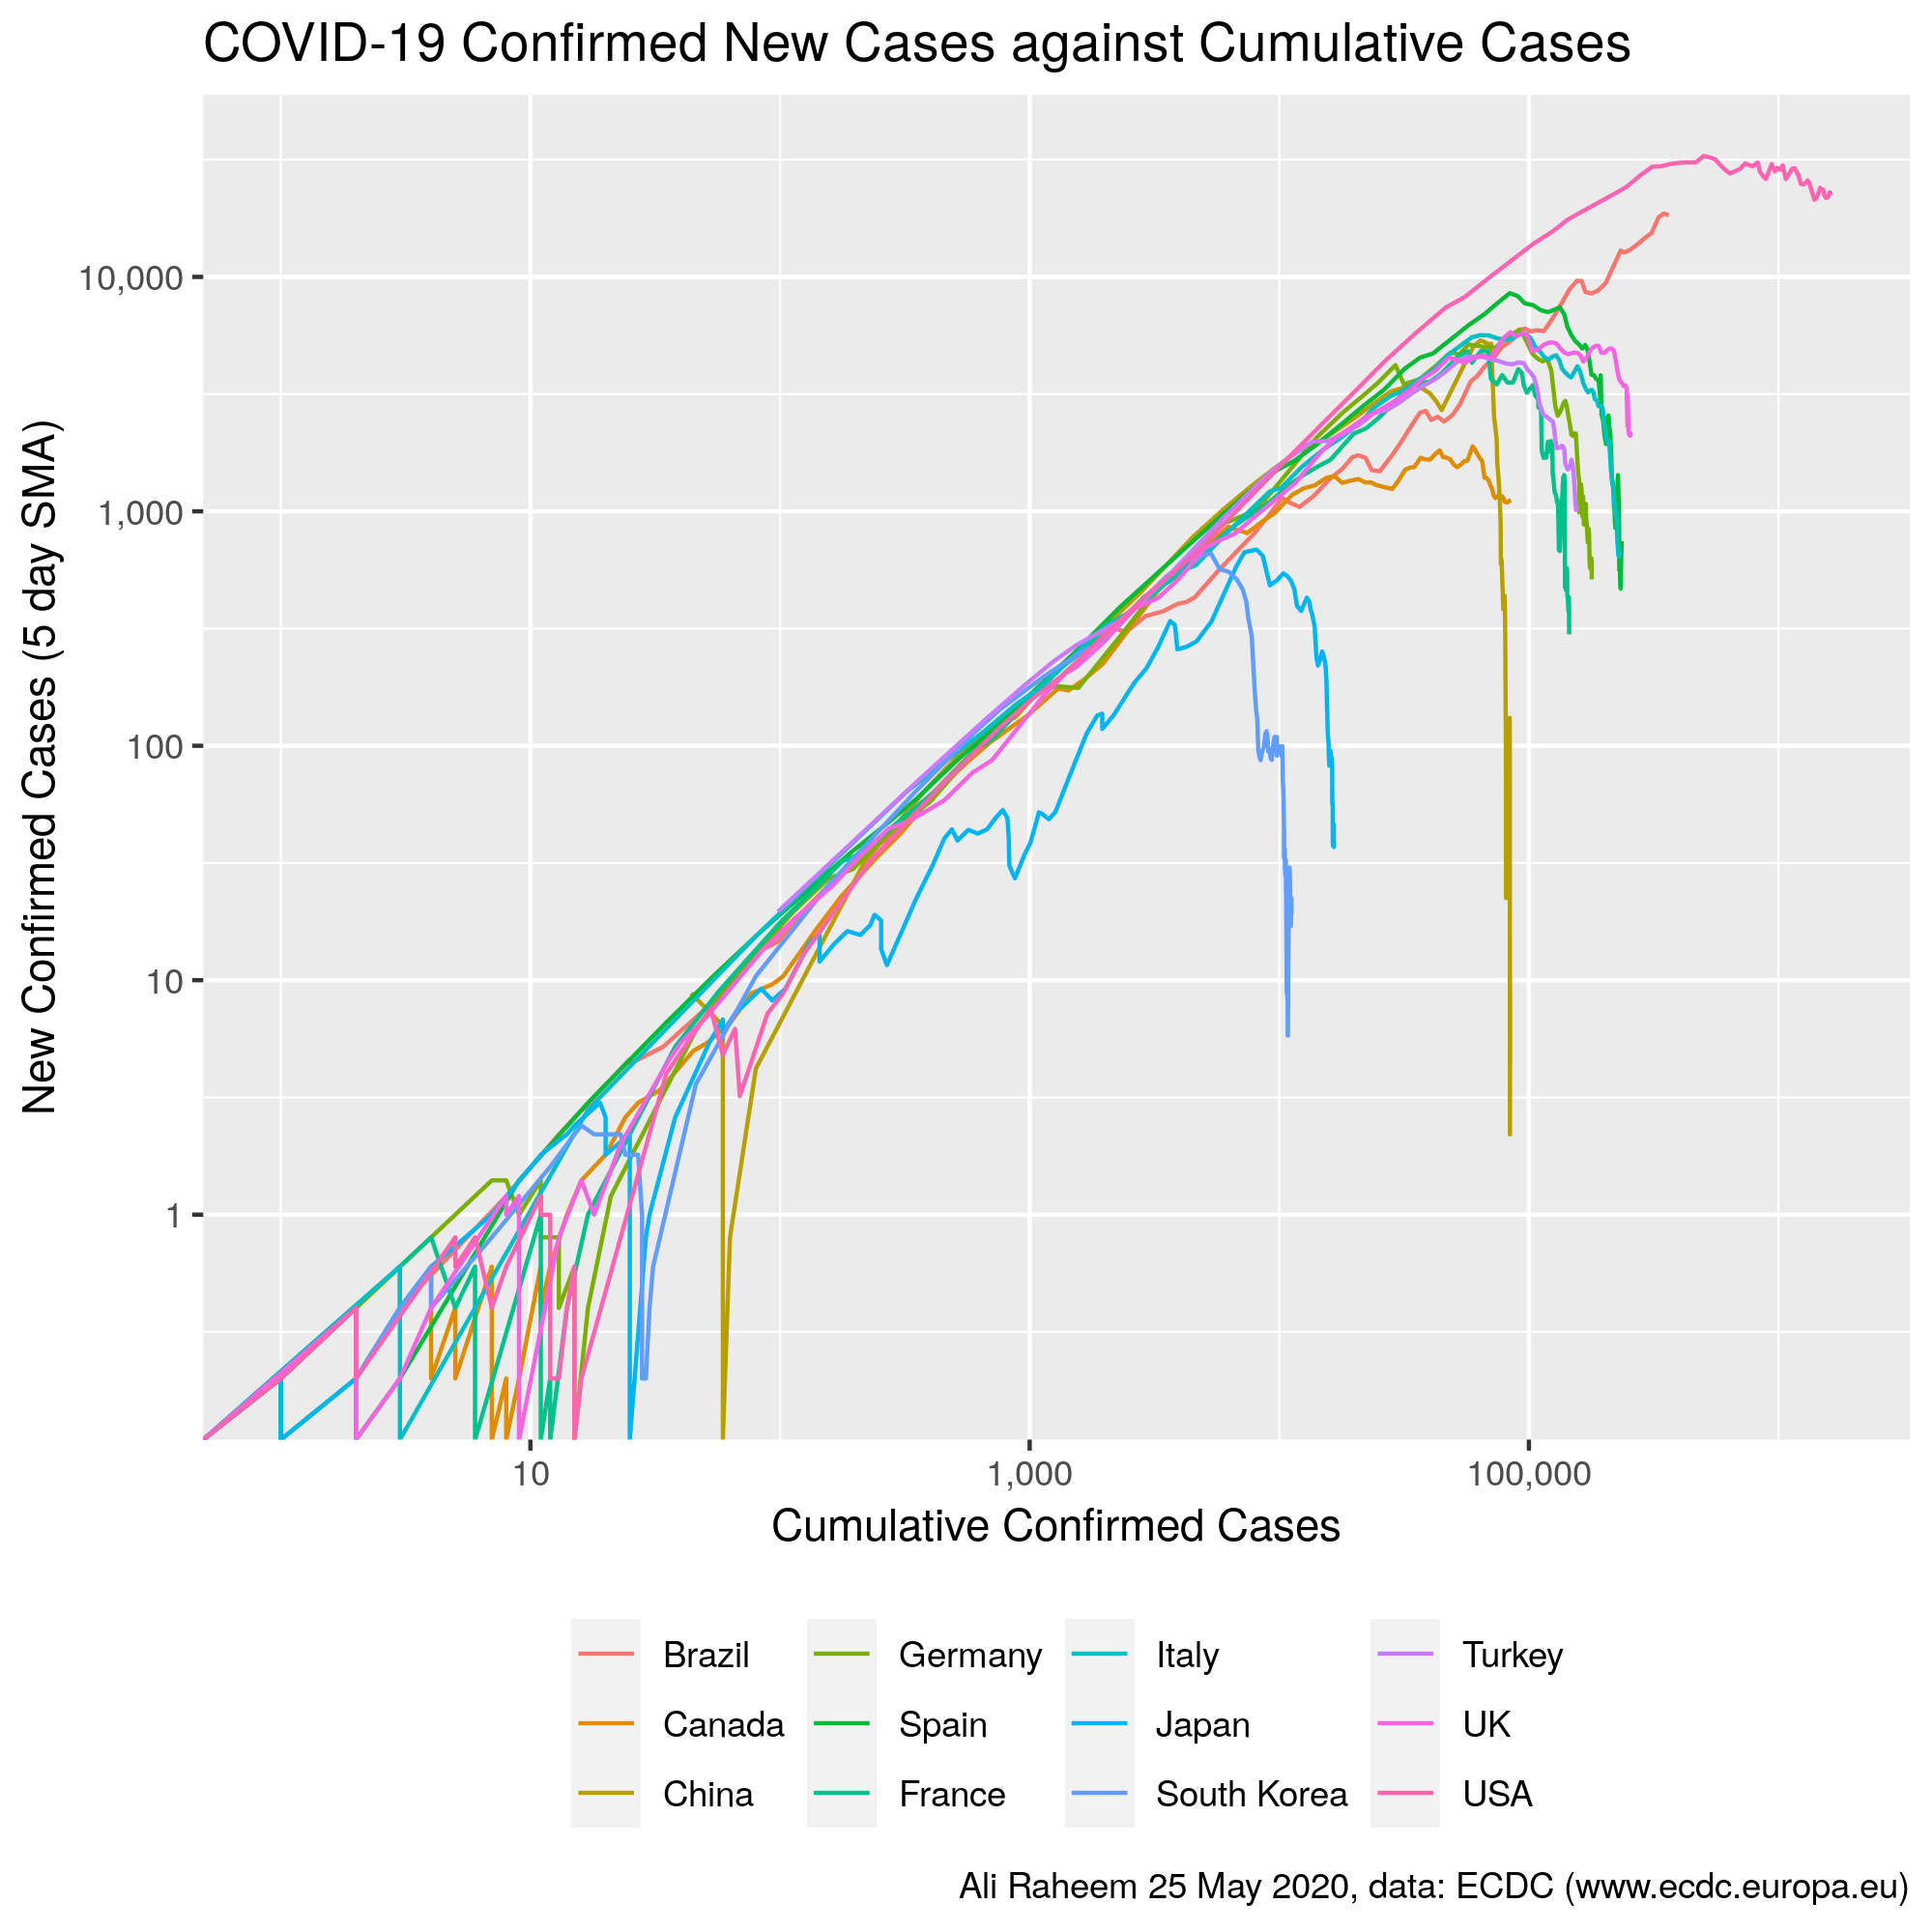 COVID-19 Confirmed New Cases against Cumulative Cases
New Confirmed Cases (5 day SMA)
10,000
1,000
100
10
1
10 1,000 100,000
Cumulative Confirmed Cases
Brazil Germany Italy Turkey
Canada Spain Japan UK
China France South Korea USA
Ali Raheem 25 May 2020, data: ECDC (www.ecdc.europa.eu)